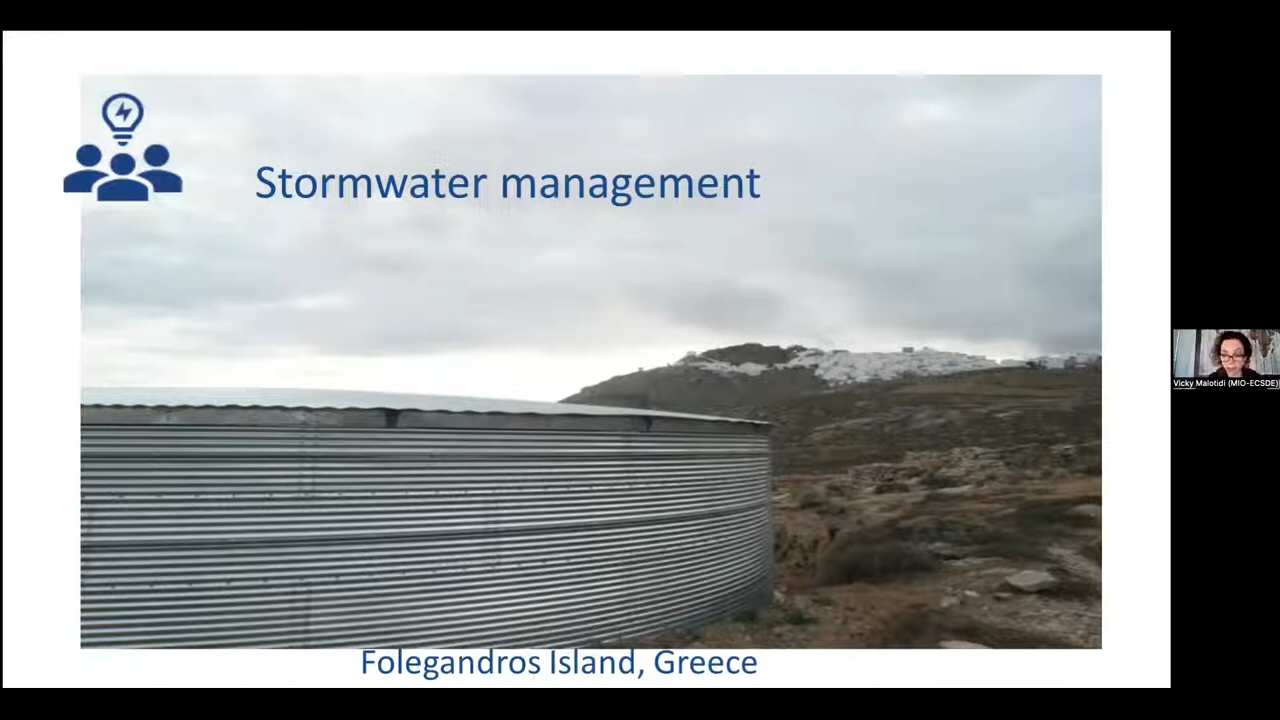 Stormwater management
Vicky Malotidi (MIO-ECSDE)
Folegandros Island, Greece